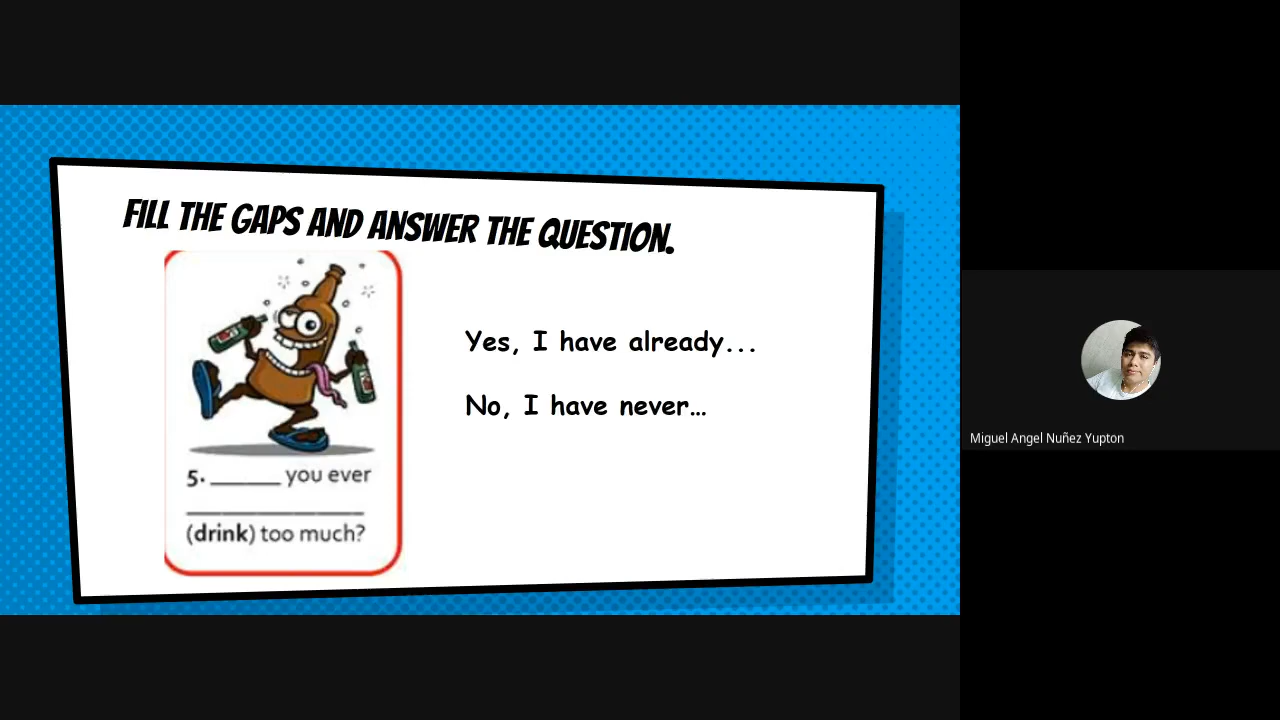 FILL THE GAPS AND ANSWER THE QUESTION.
Yes, I have already...
No, I have never...
5. ______ you ever
_______________
(drink) too much?
Miguel Angel Nuñez Yupton